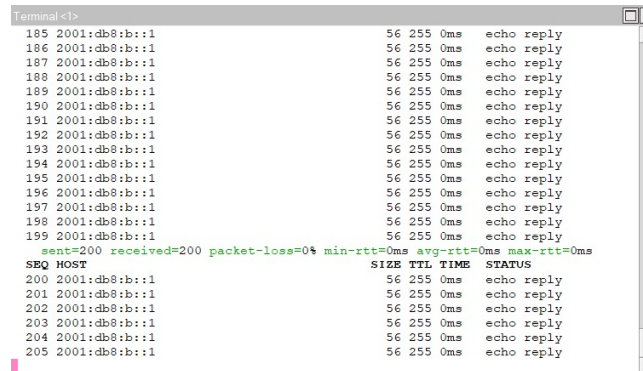 Terminal <1>
185 2001:db8:b::1 56 255 0ms echo reply
186 2001:db8:b::1 56 255 0ms echo reply
187 2001:db8:b::1 56 255 0ms echo reply
188 2001:db8:b::1 56 255 0ms echo reply
189 2001:db8:b::1 56 255 0ms echo reply
190 2001:db8:b::1 56 255 0ms echo reply
191 2001:db8:b::1 56 255 0ms echo reply
192 2001:db8:b::1 56 255 0ms echo reply
193 2001:db8:b::1 56 255 0ms echo reply
194 2001:db8:b::1 56 255 0ms echo reply
195 2001:db8:b::1 56 255 0ms echo reply
196 2001:db8:b::1 56 255 0ms echo reply
197 2001:db8:b::1 56 255 0ms echo reply
198 2001:db8:b::1 56 255 0ms echo reply
199 2001:db8:b::1 56 255 0ms echo reply
sent=200 received=200 packet-loss=0% min-rtt=0ms avg-rtt=0ms max-rtt=0ms
SEQ HOST SIZE TTL TIME STATUS
200 2001:db8:b::1 56 255 0ms echo reply
201 2001:db8:b::1 56 255 0ms echo reply
202 2001:db8:b::1 56 255 0ms echo reply
203 2001:db8:b::1 56 255 0ms echo reply
204 2001:db8:b::1 56 255 0ms echo reply
205 2001:db8:b::1 56 255 0ms echo reply